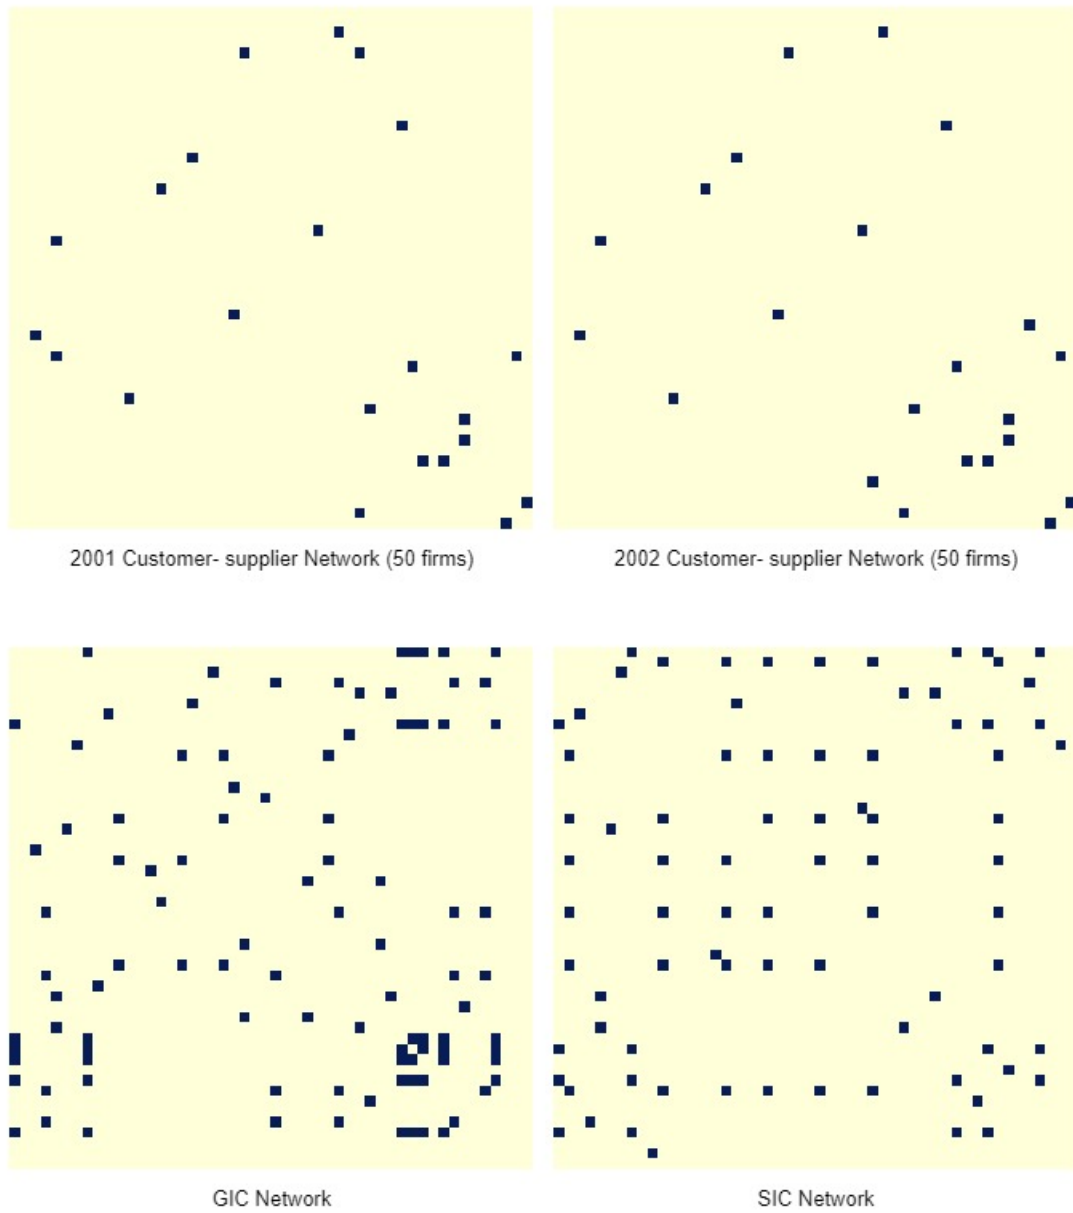 2001 Customer- supplier Network (50 firms)
2002 Customer- supplier Network (50 firms)
GIC Network
SIC Network